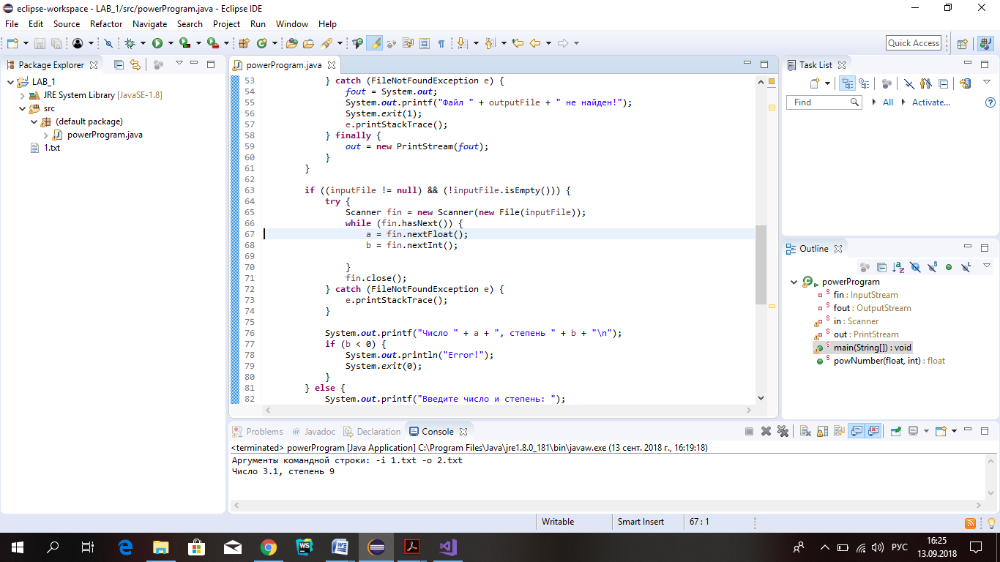 eclipse-workspace - LAB_1/src/powerProgram.java - Eclipse IDE
File Edit Source Refactor Navigate Search Project Run Window Help
Quick Access
Package Explorer
LAB_1
JRE System Library [JavaSE-1.8]
src
(default package)
powerProgram.java
1.txt
powerProgram.java
53 } catch (FileNotFoundException e) {
54 fout = System.out;
55 System.out.printf("Файл " + outputFile + " не найден!");
56 System.exit(1);
57 e.printStackTrace();
58 } finally {
59 out = new PrintStream(fout);
60 }
61 }
62
63 if ((inputFile != null) && (!inputFile.isEmpty())) {
64 try {
65 Scanner fin = new Scanner(new File(inputFile));
66 while (fin.hasNext()) {
67 a = fin.nextFloat();
68 b = fin.nextInt();
69
70 }
71 fin.close();
72 } catch (FileNotFoundException e) {
73 e.printStackTrace();
74 }
75
76 System.out.printf("Число " + a + ", степень " + b + "\n");
77 if (b < 0) {
78 System.out.println("Error!");
79 System.exit(0);
80 }
81 } else {
82 System.out.printf("Введите число и степень: ");
Task List
Find All Activate...
Outline
powerProgram
fin : InputStream
fout : OutputStream
in : Scanner
out : PrintStream
main(String[]) : void
powNumber(float, int) : float
Problems @ Javadoc Declaration Console
<terminated> powerProgram [Java Application] C:\Program Files\Java\jre1.8.0_181\bin\javaw.exe (13 сент. 2018 г., 16:19:18)
Аргументы командной строки: -i 1.txt -o 2.txt
Число 3.1, степень 9
Writable Smart Insert 67 : 1
РУС
16:25
13.09.2018